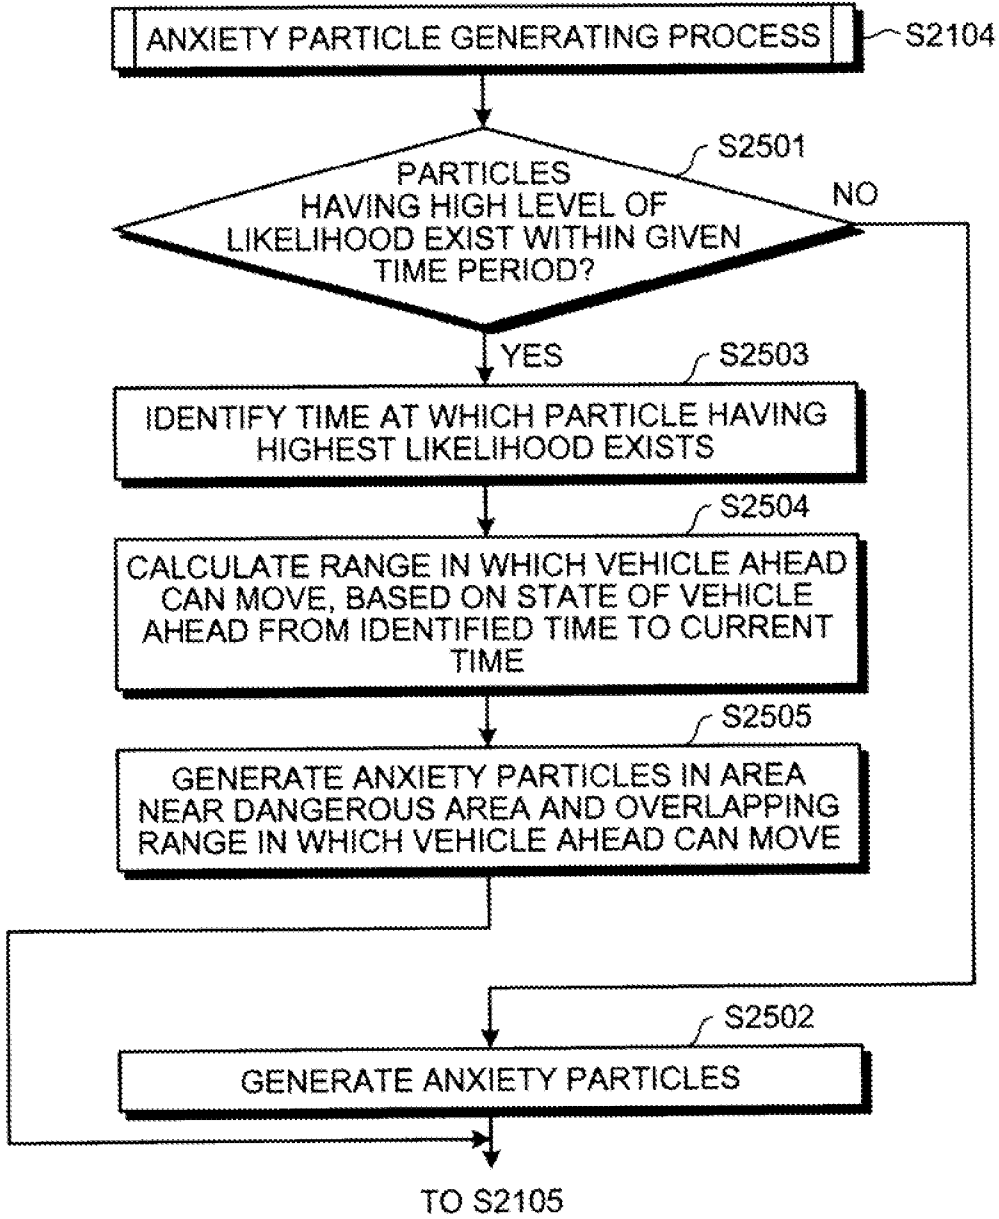 ANXIETY PARTICLE GENERATING PROCESS
S2104
S2501
PARTICLES
HAVING HIGH LEVEL OF
LIKELIHOOD EXIST WITHIN GIVEN
TIME PERIOD?
NO
YES
S2503
IDENTIFY TIME AT WHICH PARTICLE HAVING
HIGHEST LIKELIHOOD EXISTS
S2504
CALCULATE RANGE IN WHICH VEHICLE AHEAD
CAN MOVE, BASED ON STATE OF VEHICLE
AHEAD FROM IDENTIFIED TIME TO CURRENT
TIME
S2505
GENERATE ANXIETY PARTICLES IN AREA
NEAR DANGEROUS AREA AND OVERLAPPING
RANGE IN WHICH VEHICLE AHEAD CAN MOVE
S2502
GENERATE ANXIETY PARTICLES
TO S2105